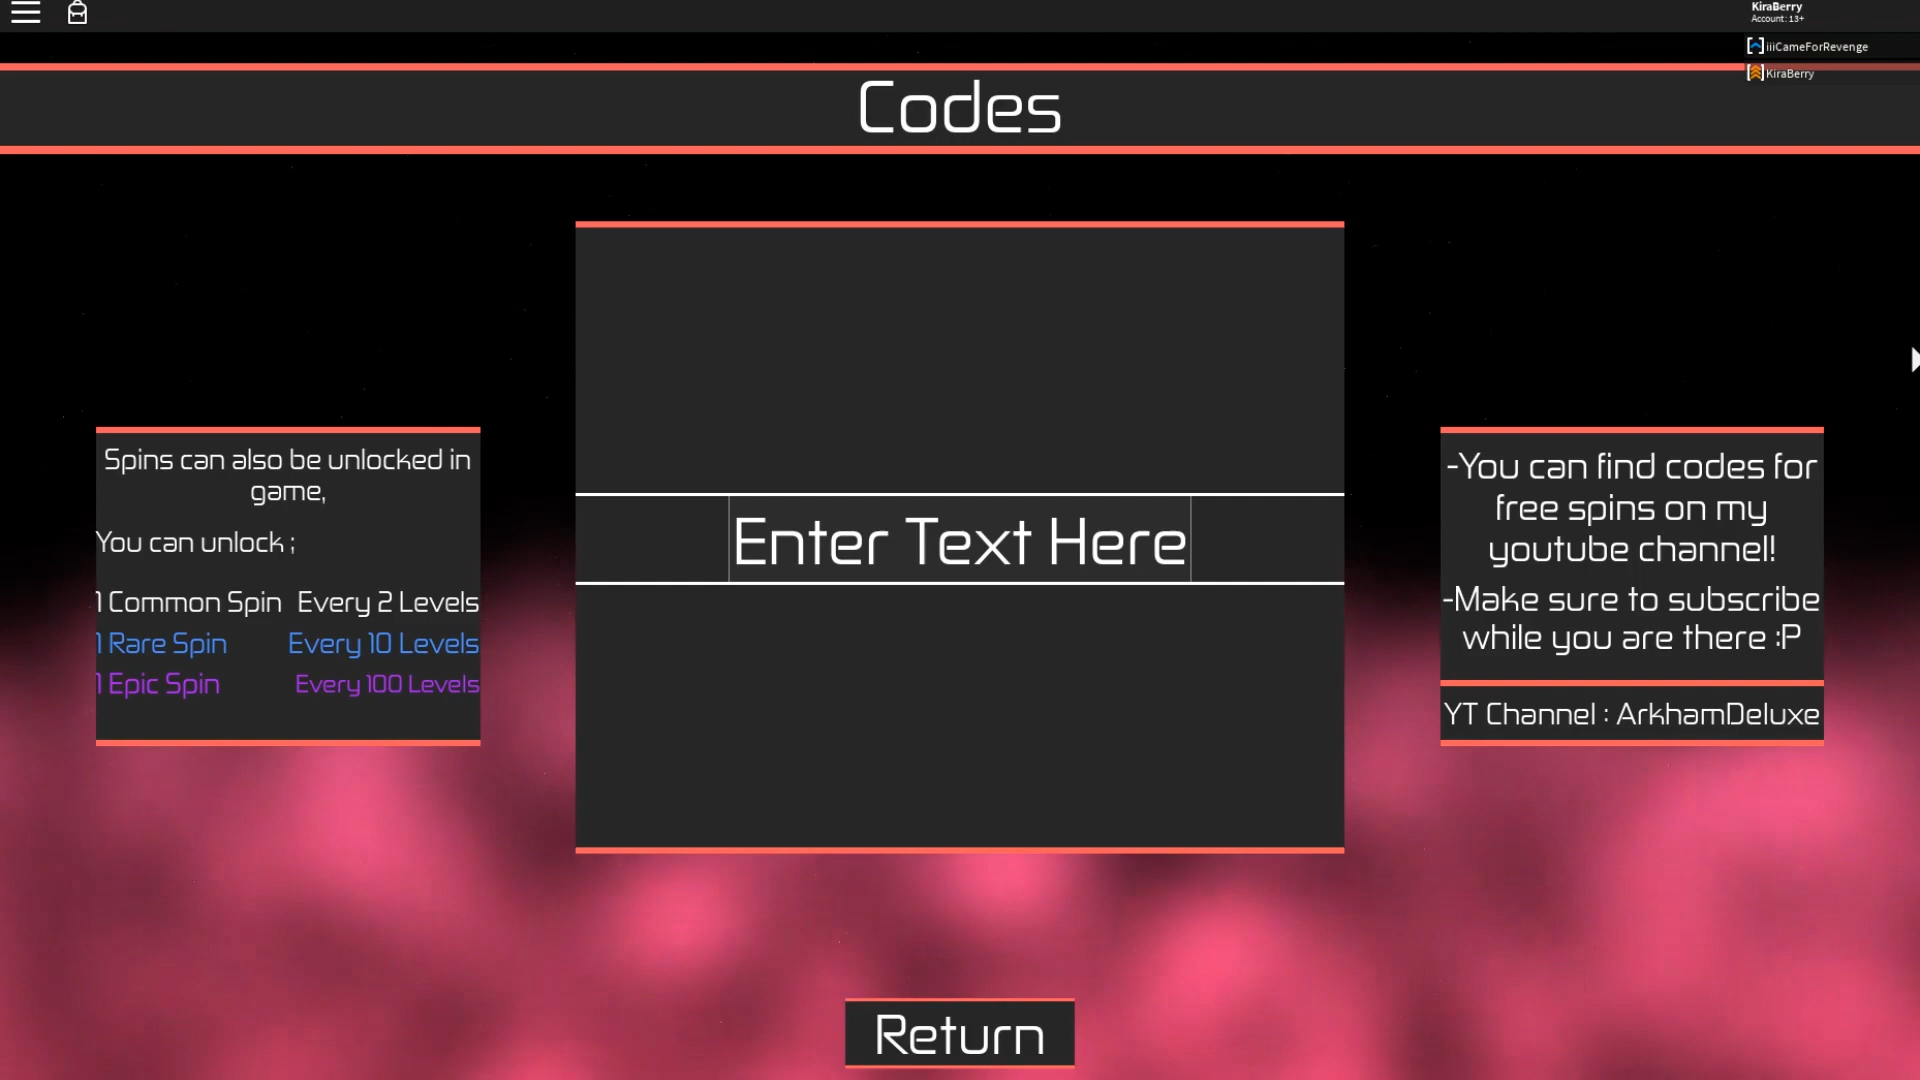 KiraBerry
Account: 13+
iiiCameForRevenge
KiraBerry
Codes
Spins can also be unlocked in
game,
You can unlock ;
1 Common Spin Every 2 Levels
1 Rare Spin Every 10 Levels
1 Epic Spin Every 100 Levels
Enter Text Here
-You can find codes for
free spins on my
youtube channel!
-Make sure to subscribe
while you are there :P
YT Channel : ArkhamDeluxe
Return